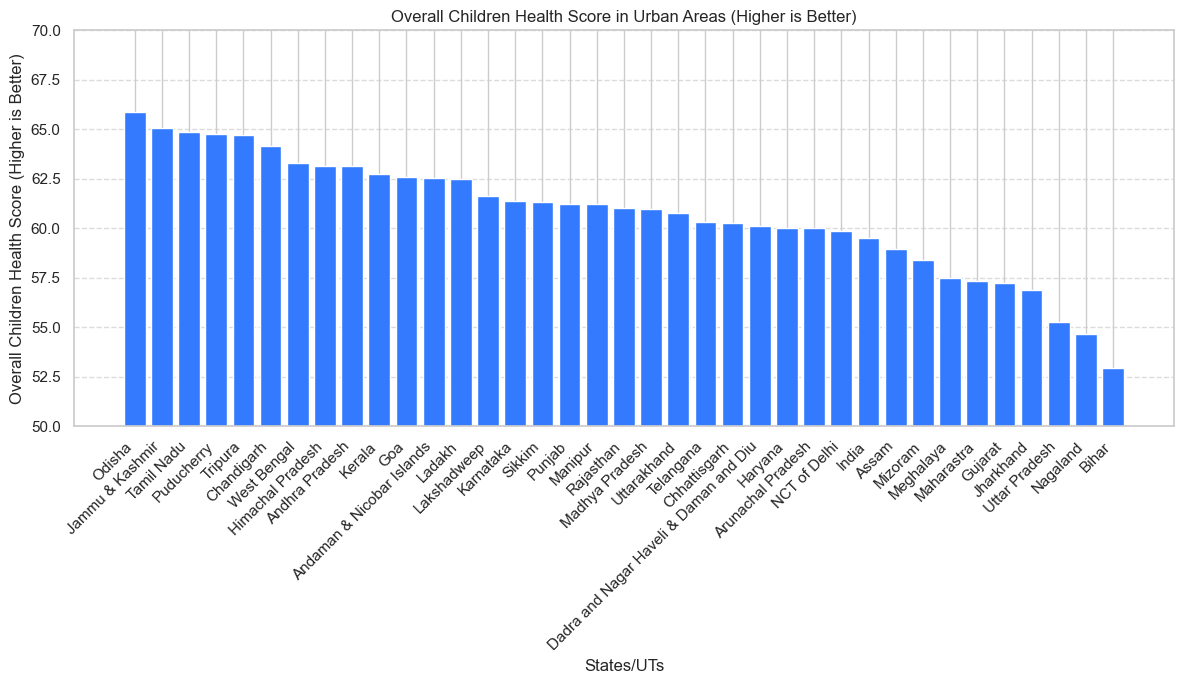 Overall Children Health Score in Urban Areas (Higher is Better)
Overall Children Health Score (Higher is Better)
70.0
67.5
65.0
62.5
60.0
57.5
55.0
52.5
50.0
Odisha
Jammu & Kashmir
Tamil Nadu
Puducherry
Tripura
Chandigarh
West Bengal
Himachal Pradesh
Andhra Pradesh
Kerala
Goa
Andaman & Nicobar Islands
Ladakh
Lakshadweep
Karnataka
Sikkim
Punjab
Manipur
Rajasthan
Madhya Pradesh
Uttarakhand
Telangana
Chhattisgarh
Dadra and Nagar Haveli & Daman and Diu
Haryana
Arunachal Pradesh
NCT of Delhi
India
Assam
Mizoram
Meghalaya
Maharastra
Gujarat
Jharkhand
Uttar Pradesh
Nagaland
Bihar
States/UTs